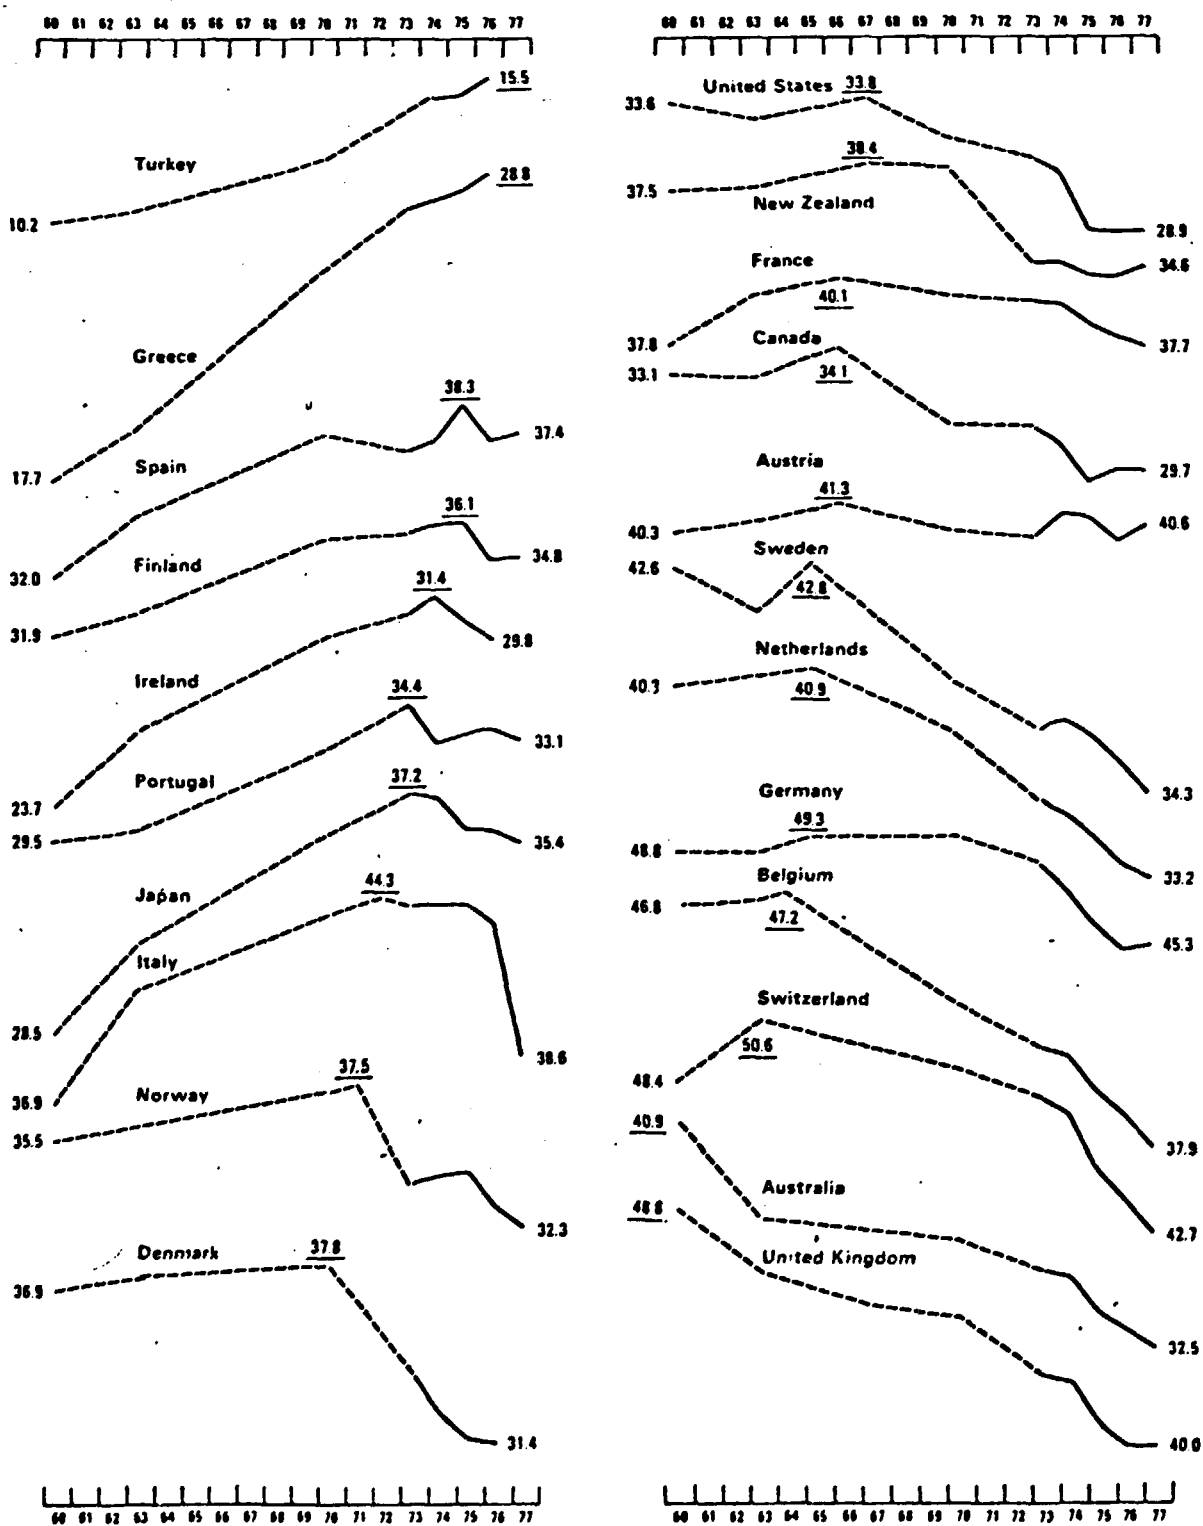 60 61 62 63 64 65 66 67 68 69 70 71 72 73 74 75 76 77
15.5
Turkey
28.8
10.2
Greece
38.3
37.4
17.7
Spain
36.1
34.8
32.0
Finland
31.4
31.9
29.8
Ireland
34.4
33.1
Portugal
37.2
23.7
29.5
35.4
44.3
Japan
Italy
28.5
38.6
37.5
36.9
Norway
35.5
32.3
Denmark
37.8
36.9
31.4
60 61 62 63 64 65 66 67 68 69 70 71 72 73 74 75 76 77
60 61 62 63 64 65 66 67 68 69 70 71 72 73 74 75 76 77
United States 33.8
33.6
38.4
37.5
New Zealand
28.9
France
34.6
40.1
37.8
Canada
37.7
33.1
34.1
Austria
29.7
41.3
40.3
40.6
Sweden
42.6
42.8
Netherlands
40.3
40.9
Germany
34.3
49.3
48.8
Belgium
33.2
46.8
47.2
45.3
Switzerland
50.6
48.4
40.9
37.9
Australia
48.8
42.7
United Kingdom
32.5
40.0
60 61 62 63 64 65 66 67 68 69 70 71 72 73 74 75 76 77